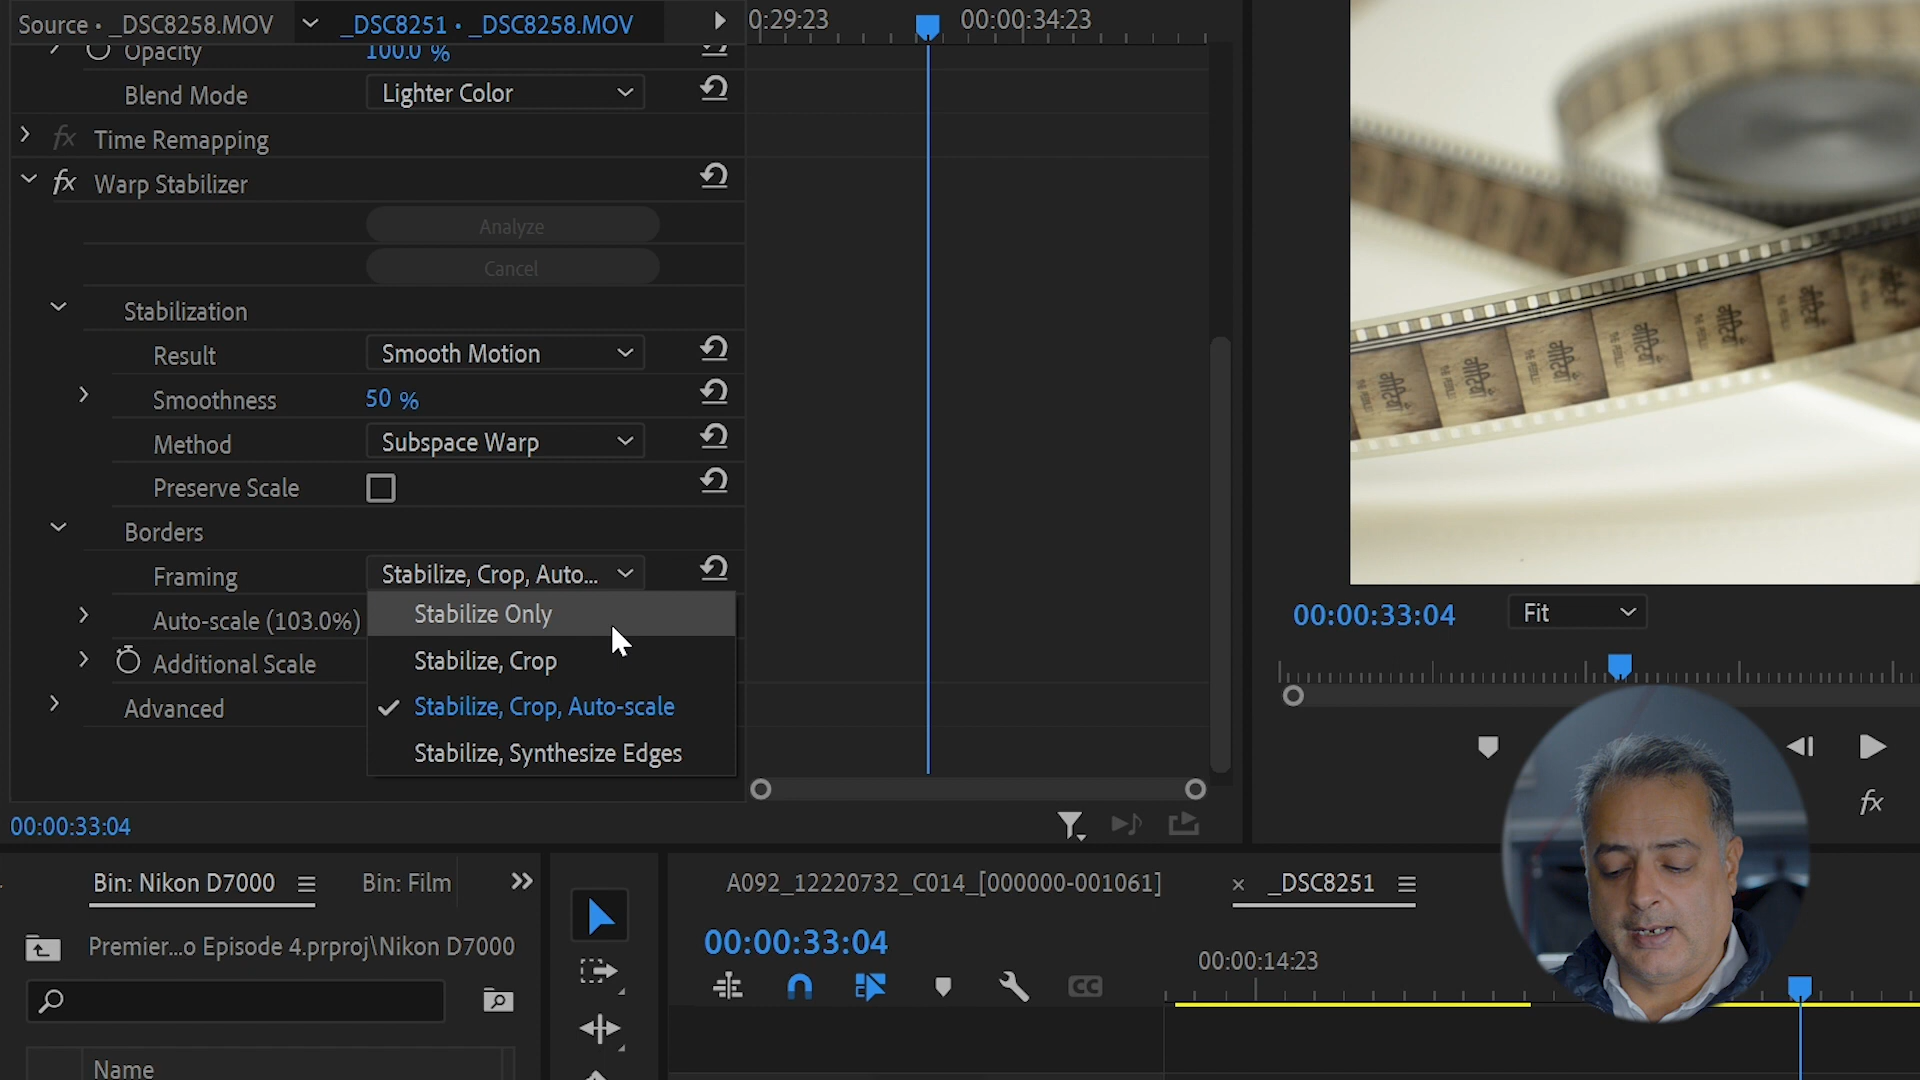 Source • _DSC8258.MOV
_DSC8251 • _DSC8258.MOV
0:29:23
00:00:34:23
Opacity
100.0 %
Blend Mode
Lighter Color
fx Time Remapping
fx Warp Stabilizer
Analyze
Cancel
Stabilization
Result
Smooth Motion
Smoothness
50 %
Method
Subspace Warp
Preserve Scale
Borders
Framing
Stabilize, Crop, Auto...
Stabilize Only
Auto-scale (103.0%)
Stabilize, Crop
Additional Scale
Stabilize, Crop, Auto-scale
Advanced
Stabilize, Synthesize Edges
00:00:33:04
00:00:33:04
Fit
fx
Bin: Nikon D7000
Bin: Film
Premier...o Episode 4.prproj\Nikon D7000
Name
A092_12220732_C014_[000000-001061]
× _DSC8251
00:00:33:04
00:00:14:23
CC